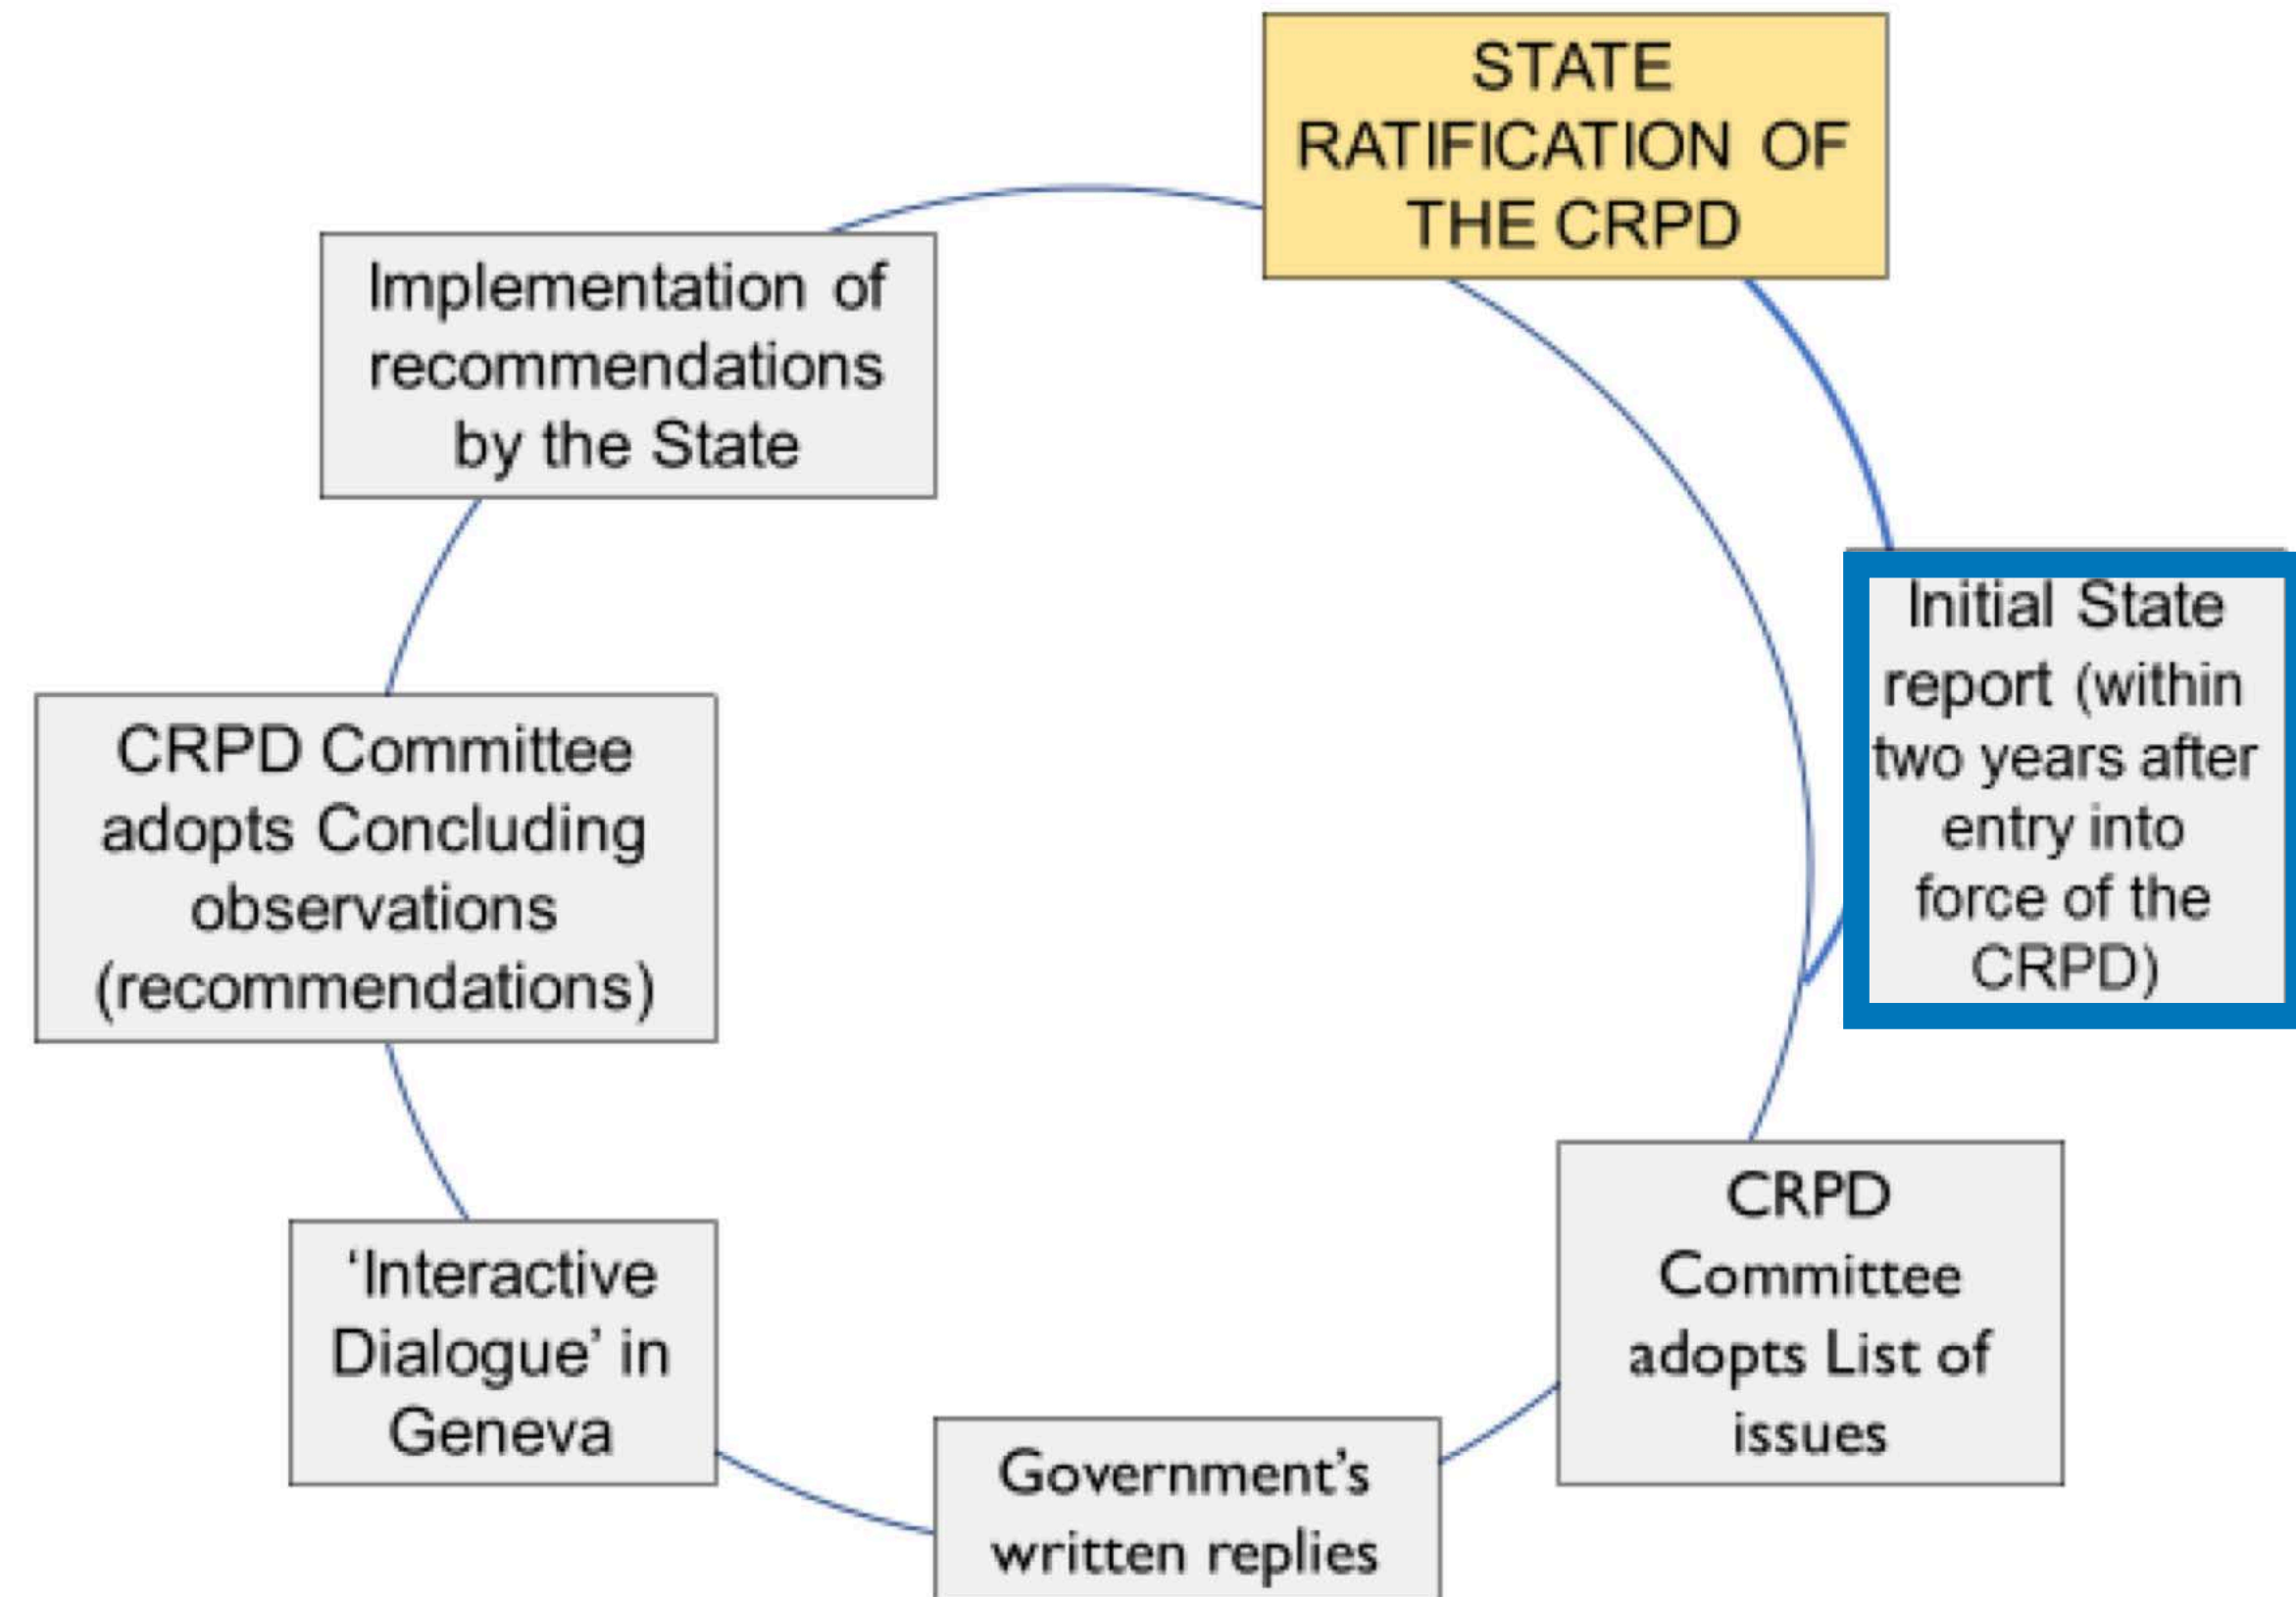 STATE
RATIFICATION OF
THE CRPD
Initial State
report (within
two years after
entry into
force of the
CRPD)
CRPD
Committee
adopts List of
issues
Government’s
written replies
‘Interactive
Dialogue’ in
Geneva
CRPD Committee
adopts Concluding
observations
(recommendations)
Implementation of
recommendations
by the State